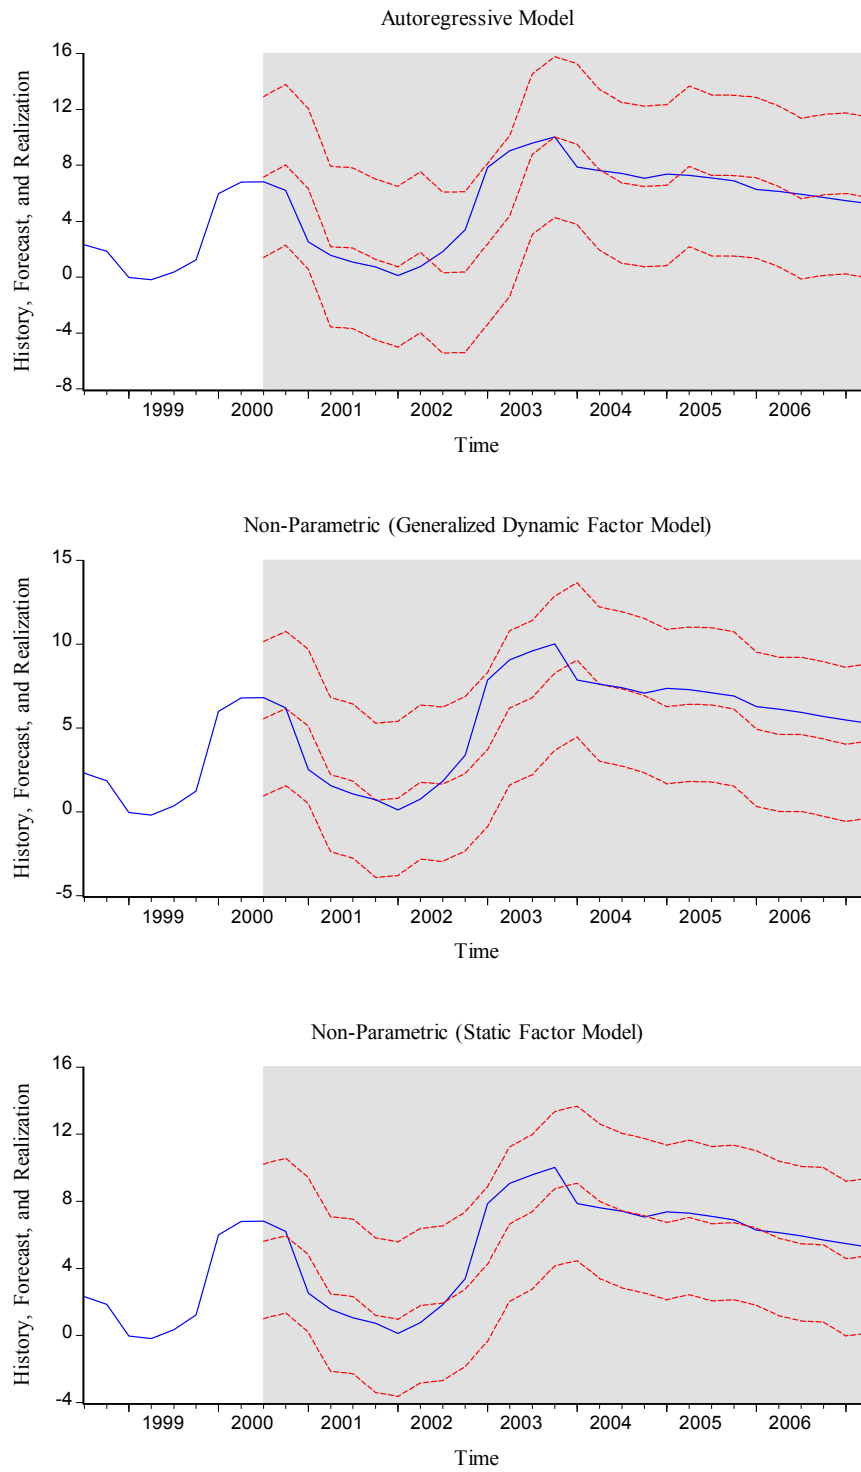 Autoregressive Model
History, Forecast, and Realization
16
12
8
4
0
-4
-8
1999 2000 2001 2002 2003 2004 2005 2006
Time
Non-Parametric (Generalized Dynamic Factor Model)
History, Forecast, and Realization
15
10
5
0
-5
1999 2000 2001 2002 2003 2004 2005 2006
Time
Non-Parametric (Static Factor Model)
History, Forecast, and Realization
16
12
8
4
0
-4
1999 2000 2001 2002 2003 2004 2005 2006
Time